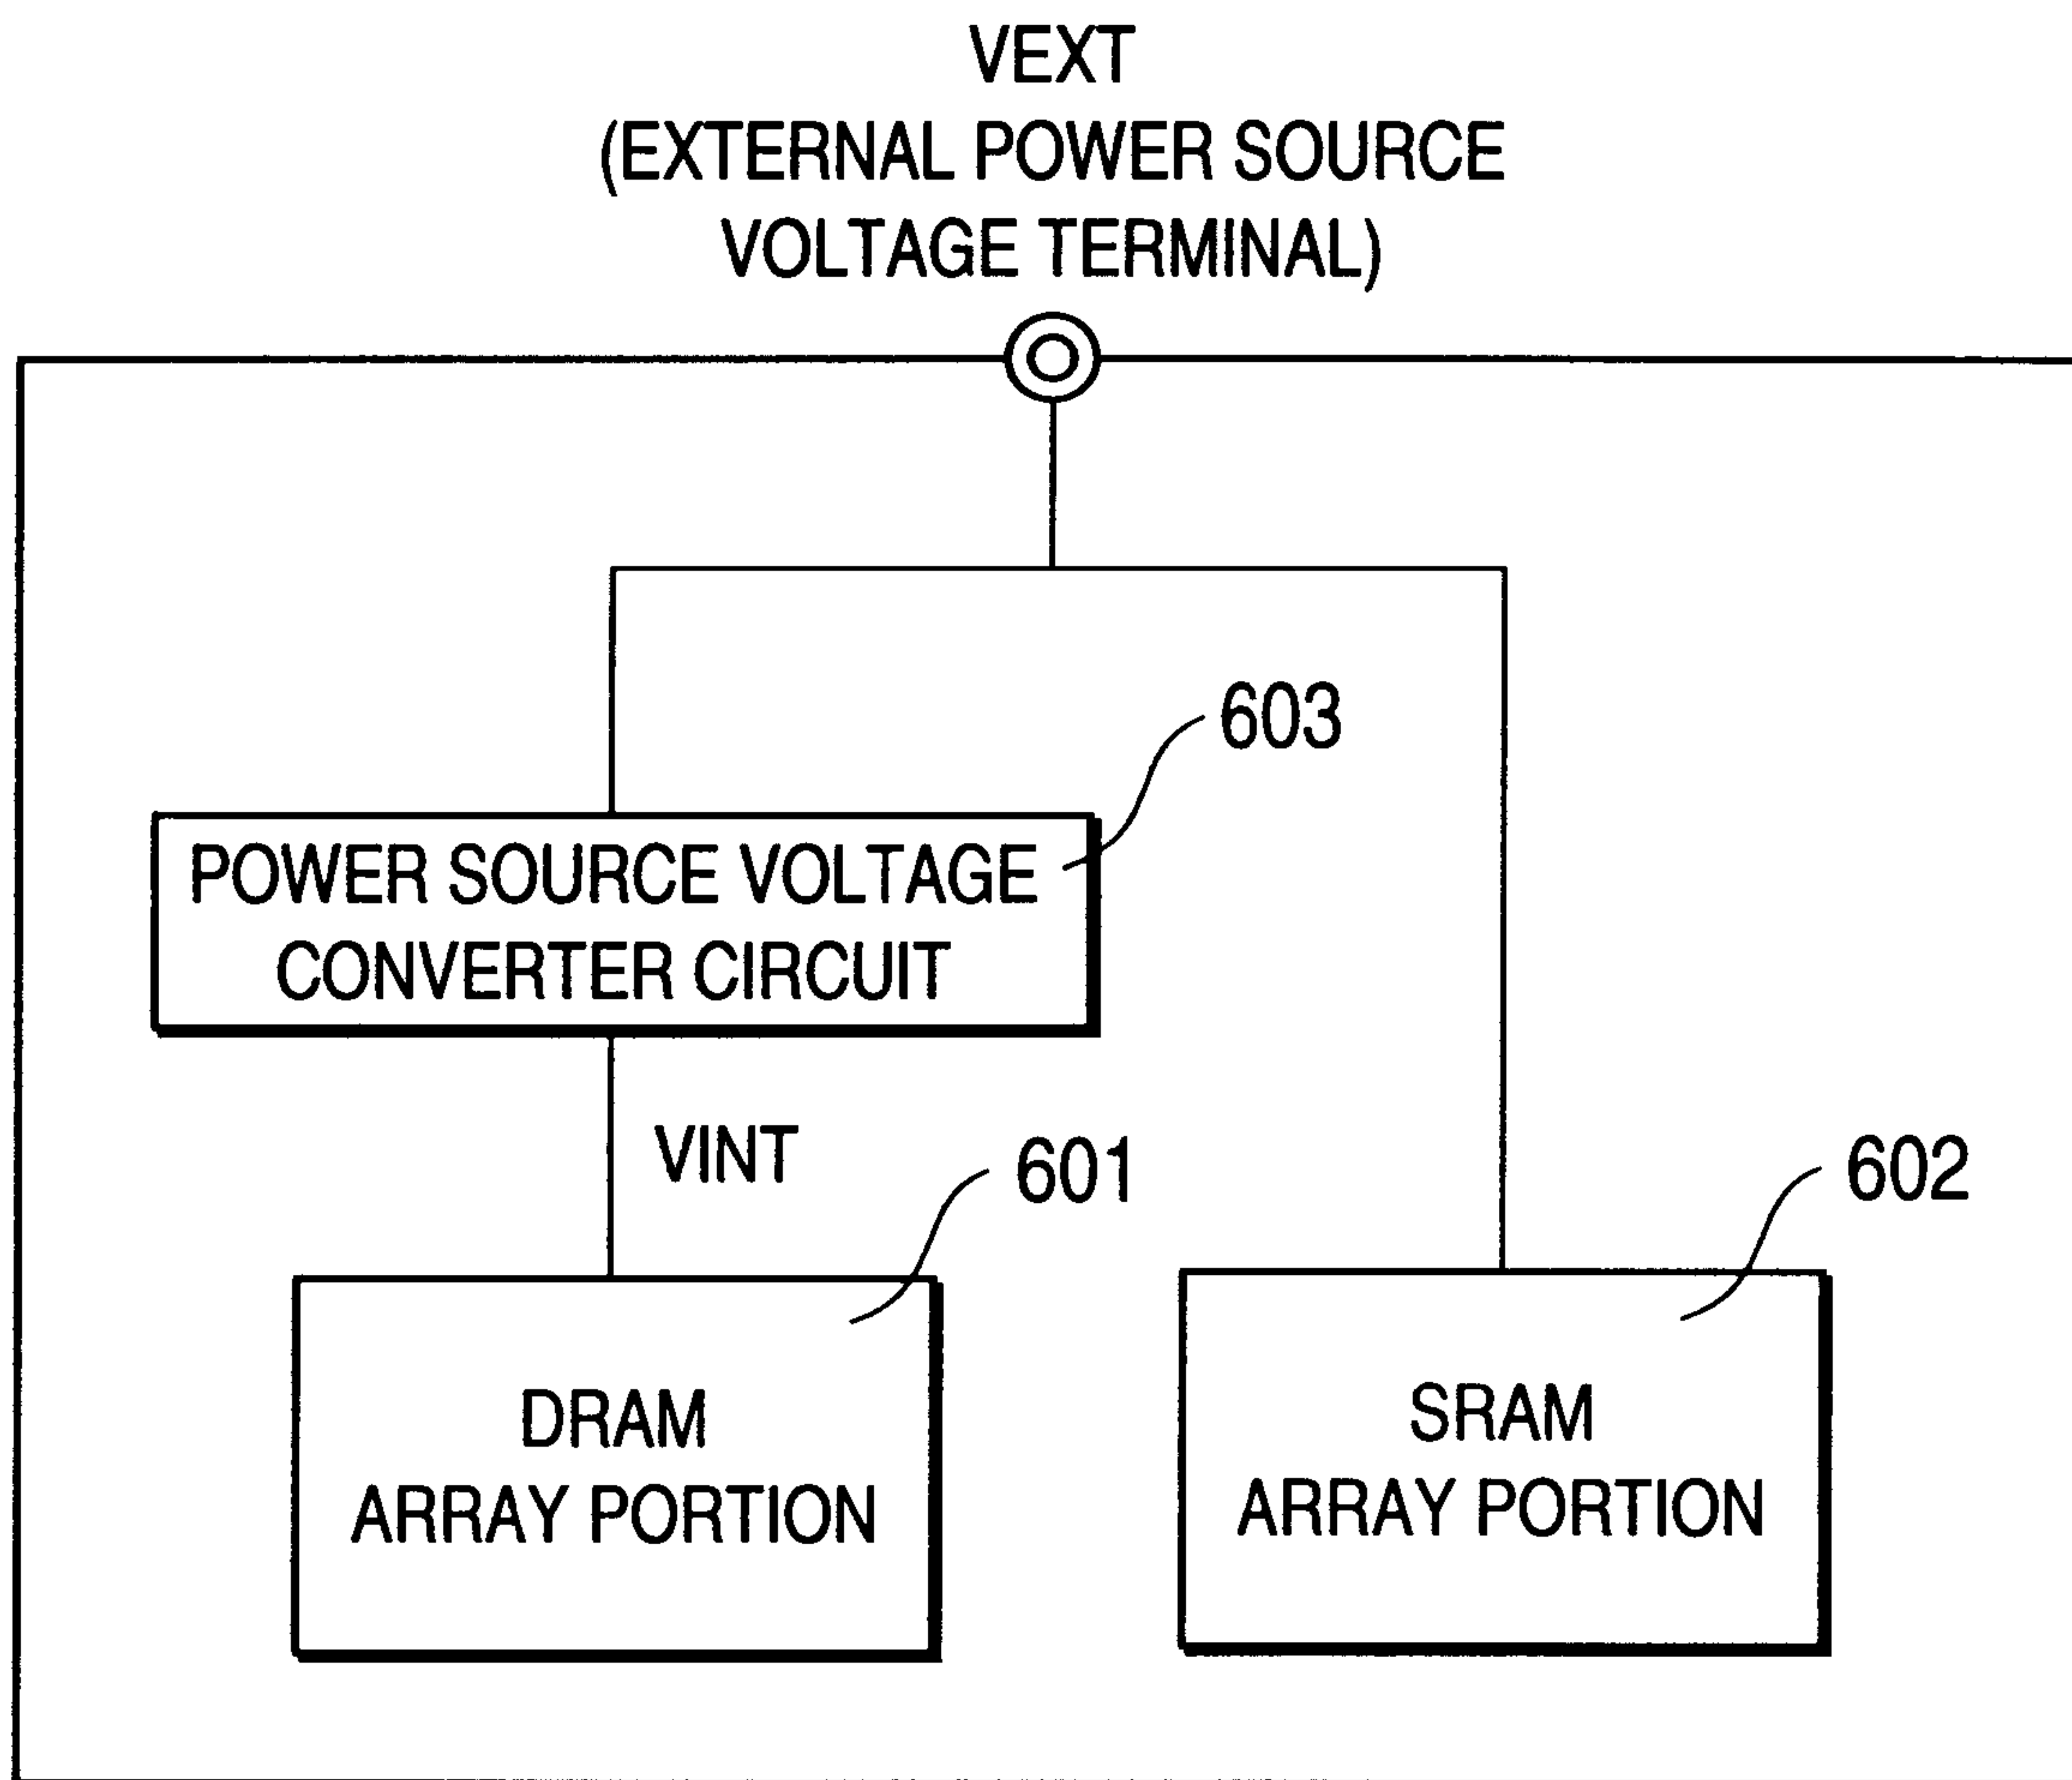 VEXT
(EXTERNAL POWER SOURCE
VOLTAGE TERMINAL)
603
POWER SOURCE VOLTAGE
CONVERTER CIRCUIT
VINT
601
602
DRAM
ARRAY PORTION
SRAM
ARRAY PORTION